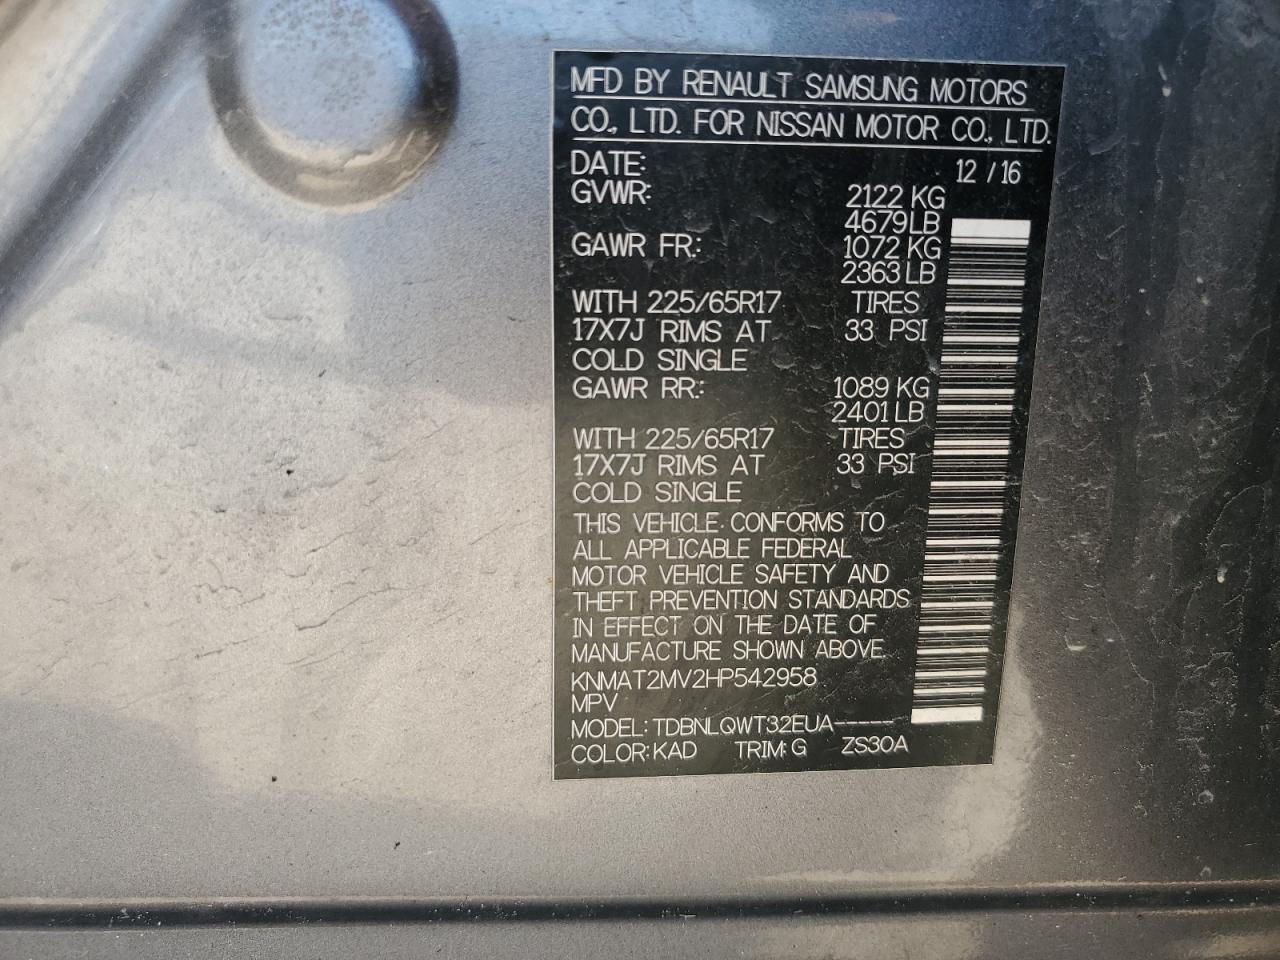 MFD BY RENAULT SAMSUNG MOTORS
CO., LTD. FOR NISSAN MOTOR CO., LTD.
DATE: 12 / 16
GVWR: 2122 KG
4679 LB
GAWR FR.: 1072 KG
2363 LB
WITH 225/65R17 TIRES
17X7J RIMS AT 33 PSI
COLD SINGLE
GAWR RR.: 1089 KG
2401 LB
WITH 225/65R17 TIRES
17X7J RIMS AT 33 PSI
COLD SINGLE
THIS VEHICLE CONFORMS TO
ALL APPLICABLE FEDERAL
MOTOR VEHICLE SAFETY AND
THEFT PREVENTION STANDARDS
IN EFFECT ON THE DATE OF
MANUFACTURE SHOWN ABOVE
KNMAT2MV2HP542958
MPV
MODEL: TDBNLQWT32EUA-----
COLOR: KAD TRIM: G ZS30A